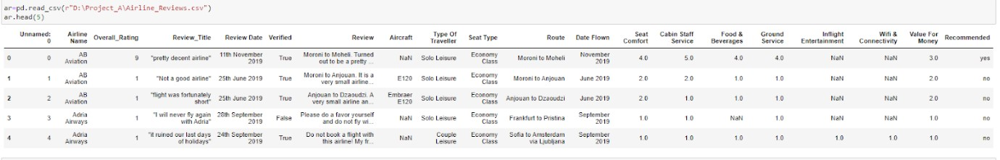 ar=pd.read_csv(r"D:\Project_A\Airline_Reviews.csv")
ar.head(5)
Unnamed: 0 Airline Name Overall_Rating Review_Title Review Date Verified Review Aircraft Type Of Traveller Seat Type Route Date Flown Seat Comfort Cabin Staff Service Food & Beverages Ground Service Inflight Entertainment Wifi & Connectivity Value For Money Recommended
0 0 AB Aviation 9 "pretty decent airline" 11th November 2019 True Moroni to Moheli. Turned out to be a pretty ... NaN Solo Leisure Economy Class Moroni to Moheli November 2019 4.0 5.0 4.0 4.0 NaN NaN 3.0 yes
1 1 AB Aviation 1 "Not a good airline" 25th June 2019 True Moroni to Anjouan. It is a very small airline... E120 Solo Leisure Economy Class Moroni to Anjouan June 2019 2.0 2.0 1.0 1.0 NaN NaN 2.0 no
2 2 AB Aviation 1 "flight was fortunately short" 25th June 2019 True Anjouan to Dzaoudzi. A very small airline an... Embraer E120 Solo Leisure Economy Class Anjouan to Dzaoudzi June 2019 2.0 1.0 1.0 1.0 NaN NaN 2.0 no
3 3 Adria Airways 1 "I will never fly again with Adria" 28th September 2019 False Please do a favor yourself and do not fly wi... NaN Solo Leisure Economy Class Frankfurt to Pristina September 2019 1.0 1.0 NaN 1.0 NaN NaN 1.0 no
4 4 Adria Airways 1 "it ruined our last days of holidays" 24th September 2019 True Do not book a flight with this airline! My fr... NaN Couple Leisure Economy Class Sofia to Amsterdam via Ljubljana September 2019 1.0 1.0 1.0 1.0 1.0 1.0 1.0 no